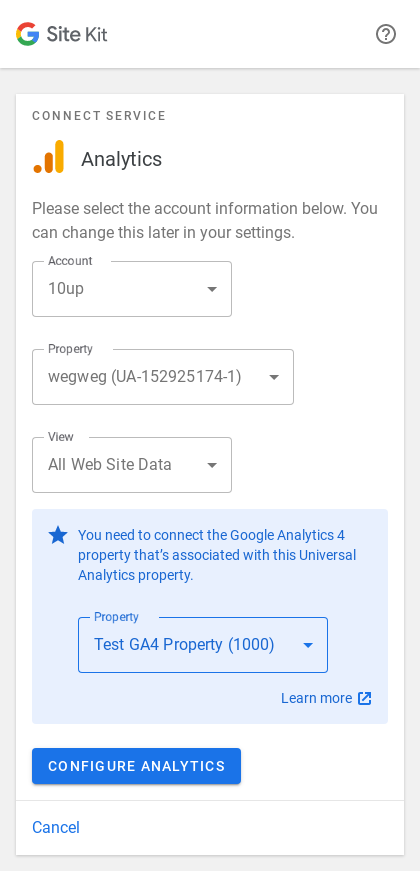 Site Kit
CONNECT SERVICE
Analytics
Please select the account information below. You
can change this later in your settings.
Account
10up
Property
wegweg (UA-152925174-1)
View
All Web Site Data
You need to connect the Google Analytics 4
property that’s associated with this Universal
Analytics property.
Property
Test GA4 Property (1000)
Learn more
CONFIGURE ANALYTICS
Cancel